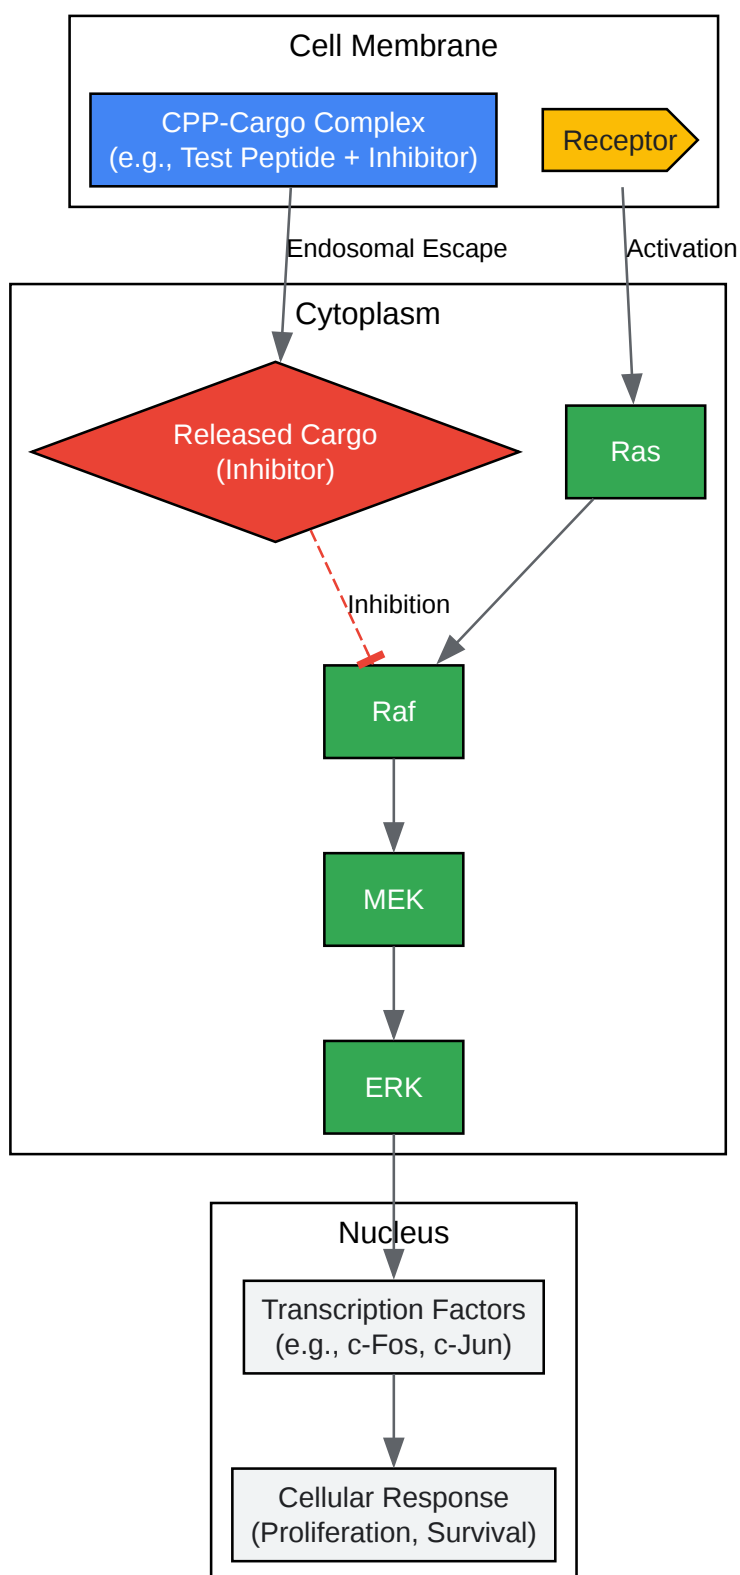 Cell Membrane
CPP-Cargo Complex
(e.g., Test Peptide + Inhibitor)
Receptor
Endosomal Escape
Activation
Cytoplasm
Released Cargo
(Inhibitor)
Ras
Inhibition
Raf
MEK
ERK
Nucleus
Transcription Factors
(e.g., c-Fos, c-Jun)
Cellular Response
(Proliferation, Survival)